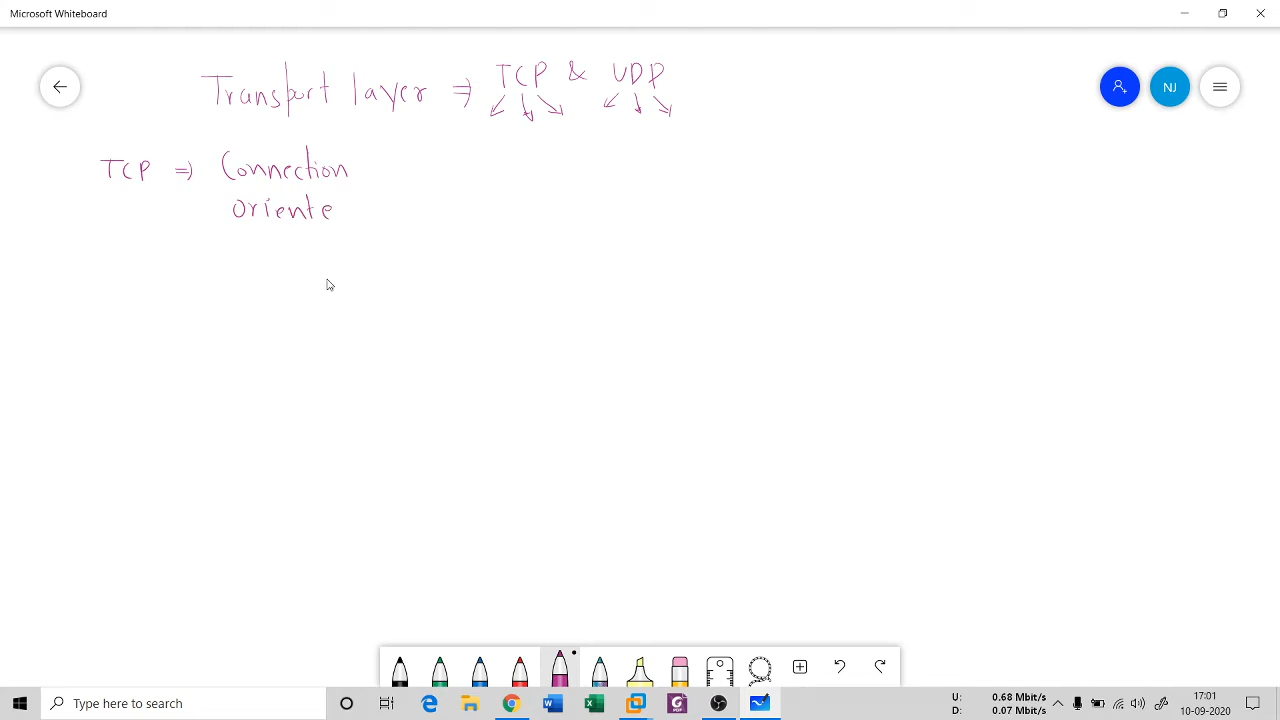 Microsoft Whiteboard
Transport layer ⇒ TCP & UDP
NJ
TCP ⇒ Connection
oriente
Type here to search
U: 0.68 Mbit/s
D: 0.07 Mbit/s
17:01
10-09-2020